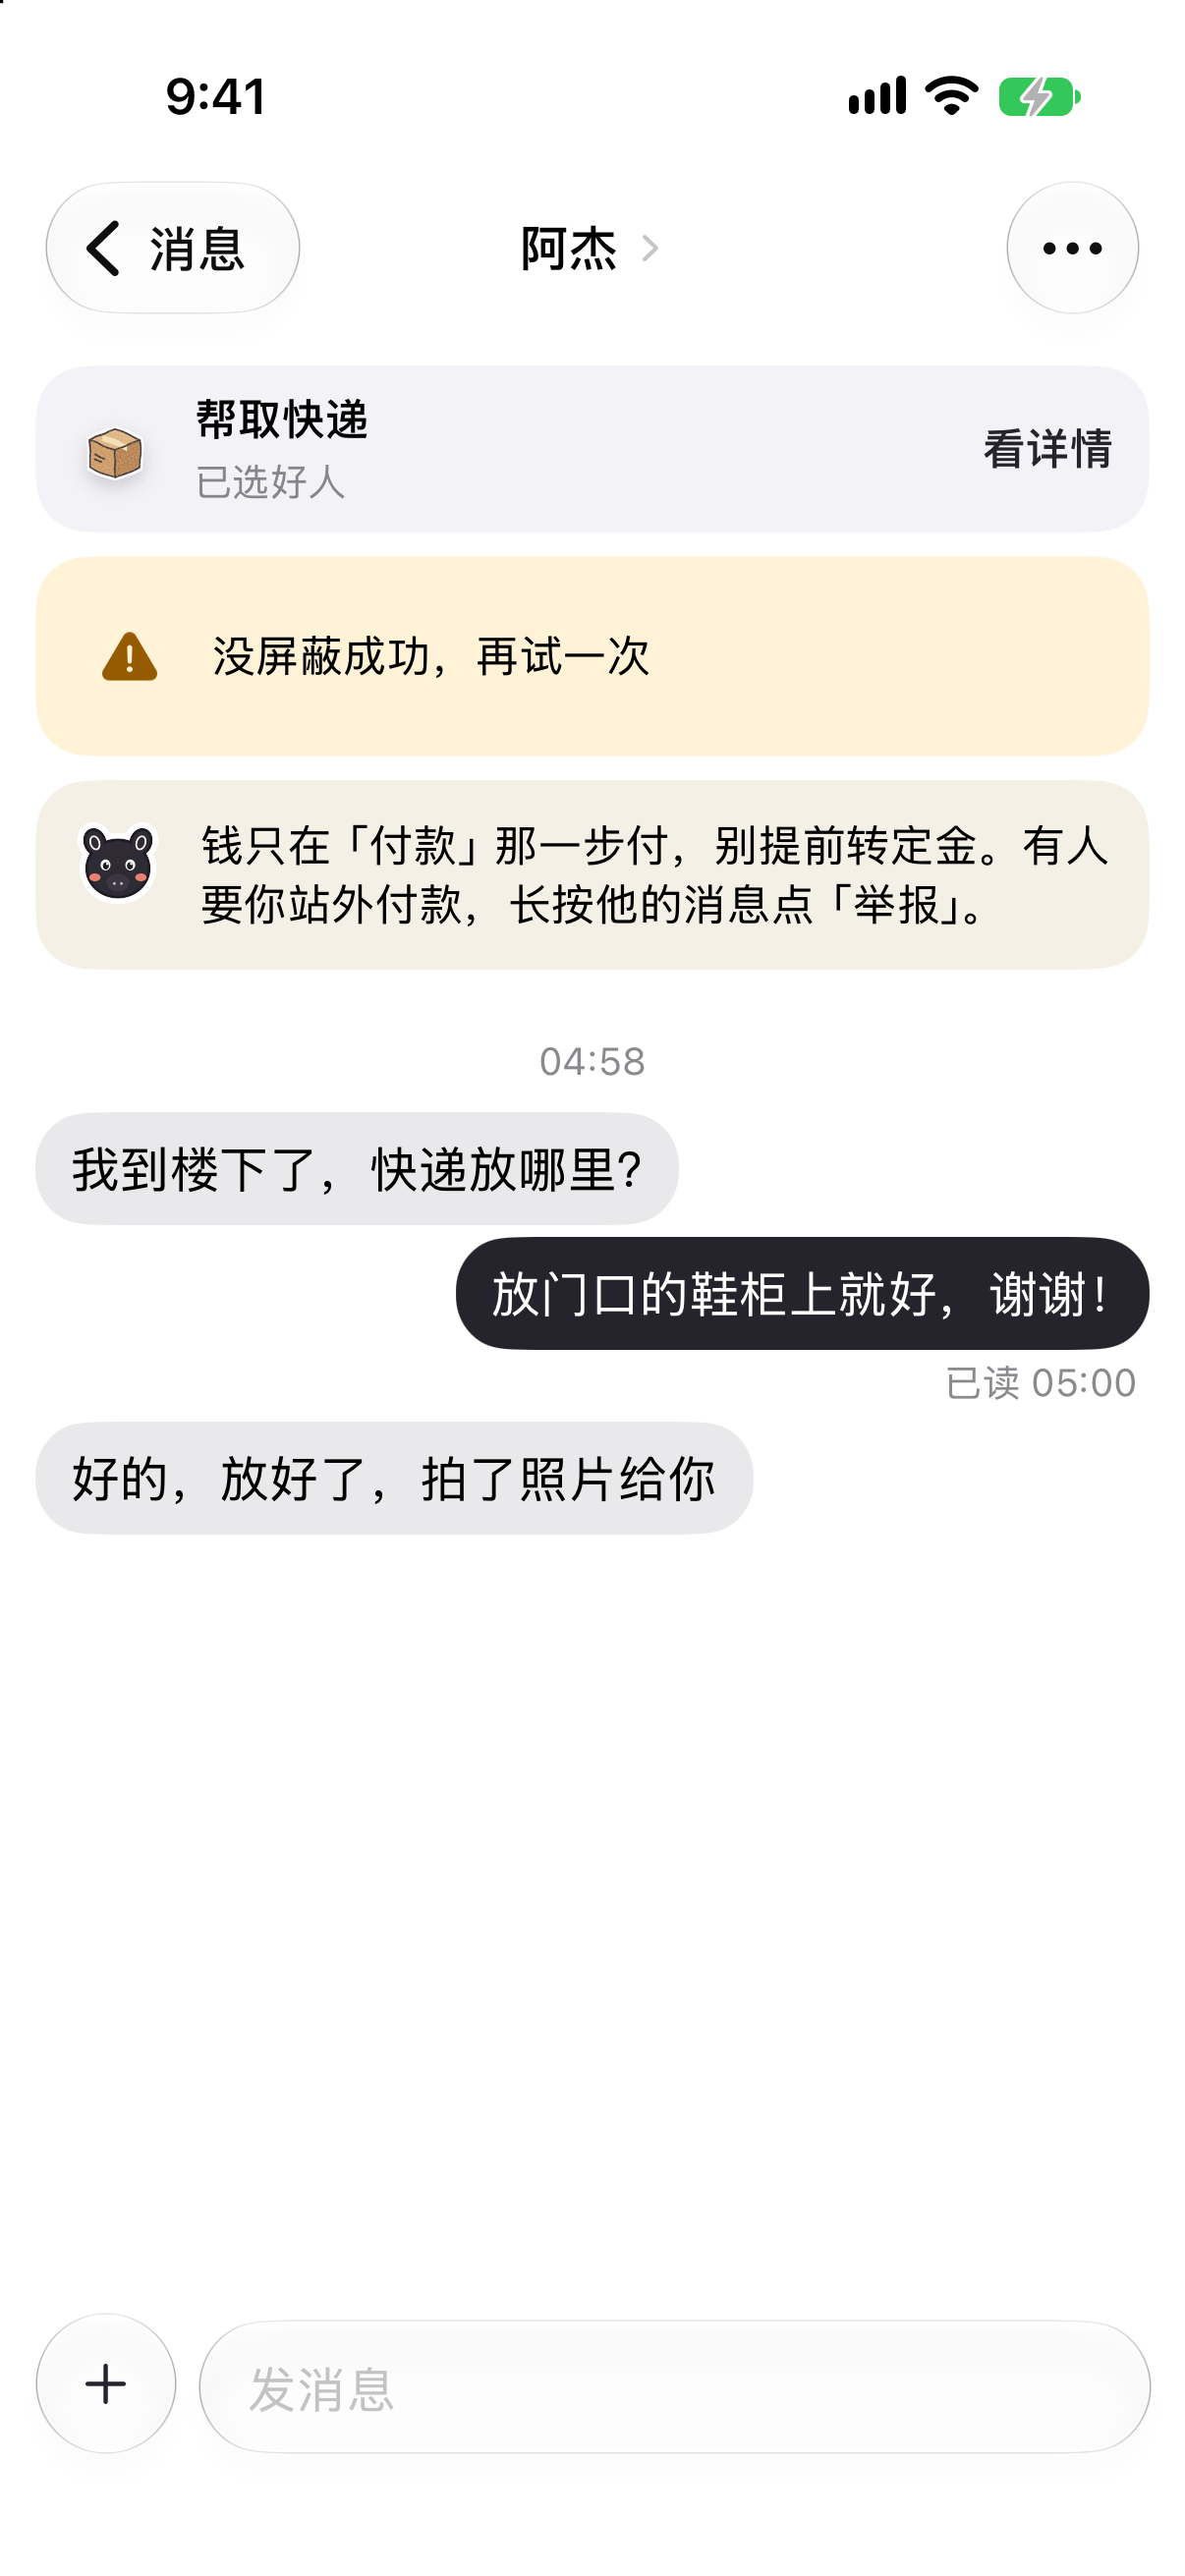 9:41
消息
阿杰
帮取快递
已选好人
看详情
没屏蔽成功，再试一次
钱只在「付款」那一步付，别提前转定金。有人
要你站外付款，长按他的消息点「举报」。
04:58
我到楼下了，快递放哪里?
放门口的鞋柜上就好，谢谢！
已读 05:00
好的，放好了，拍了照片给你
发消息